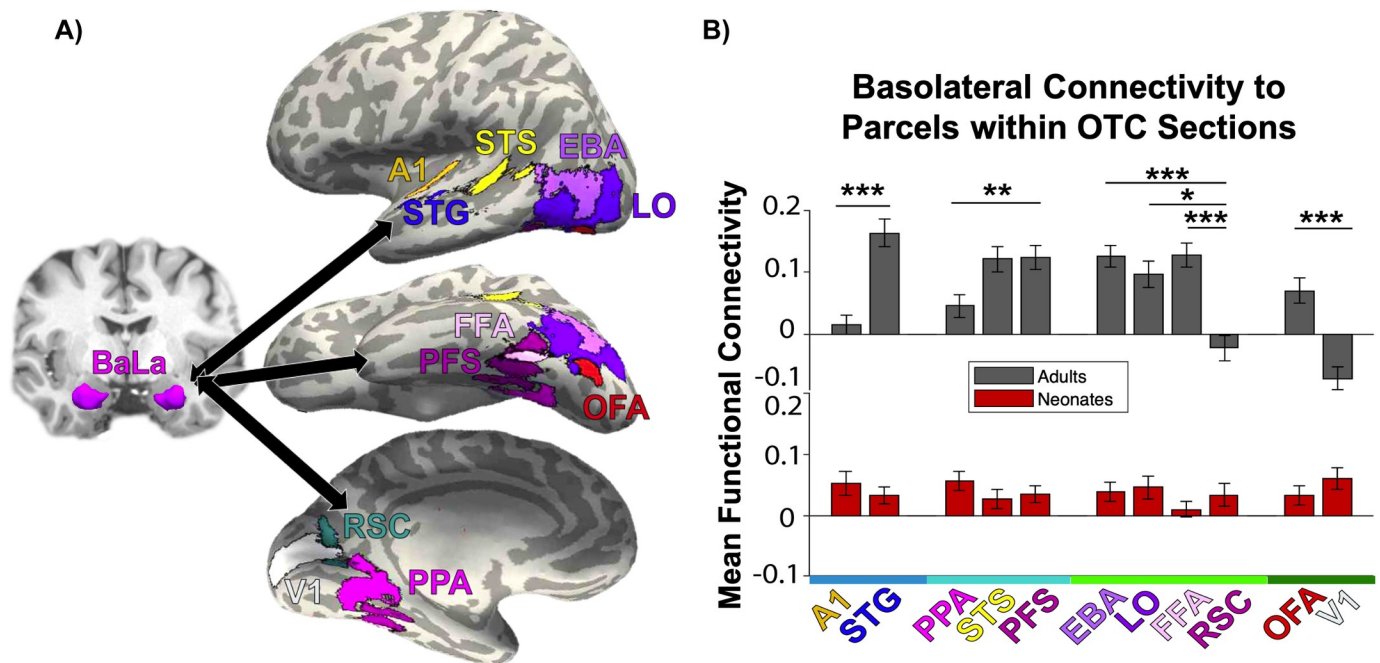 A)
STS
EBA
A1
STG
LO
BaLa
FFA
PFS
OFA
RSC
V1
PPA
B)
Basolateral Connectivity to
Parcels within OTC Sections
Mean Functional Connectivity
***
**
***
*
***
***
0.2
0.1
0
-0.1
Adults
Neonates
0.2
0.1
0
-0.1
A1
STG
PPA
STS
PFS
EBA
LO
FFA
RSC
OFA
V1